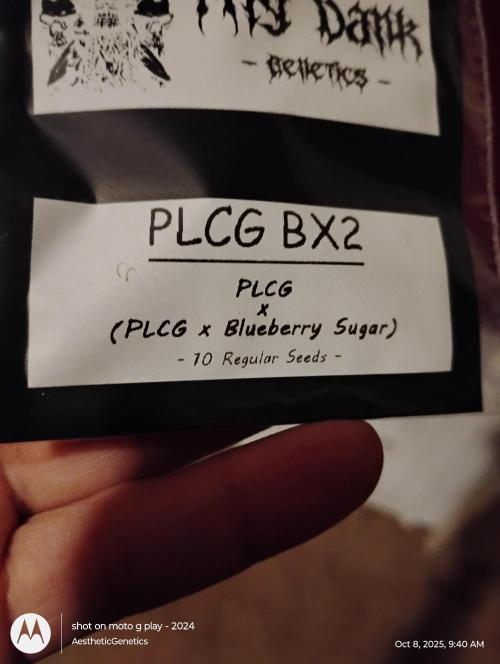 Dank
- Genetics -
PLCG BX2
PLCG
x
(PLCG x Blueberry Sugar)
- 10 Regular Seeds -
shot on moto g play - 2024
AestheticGenetics
Oct 8, 2025, 9:40 AM